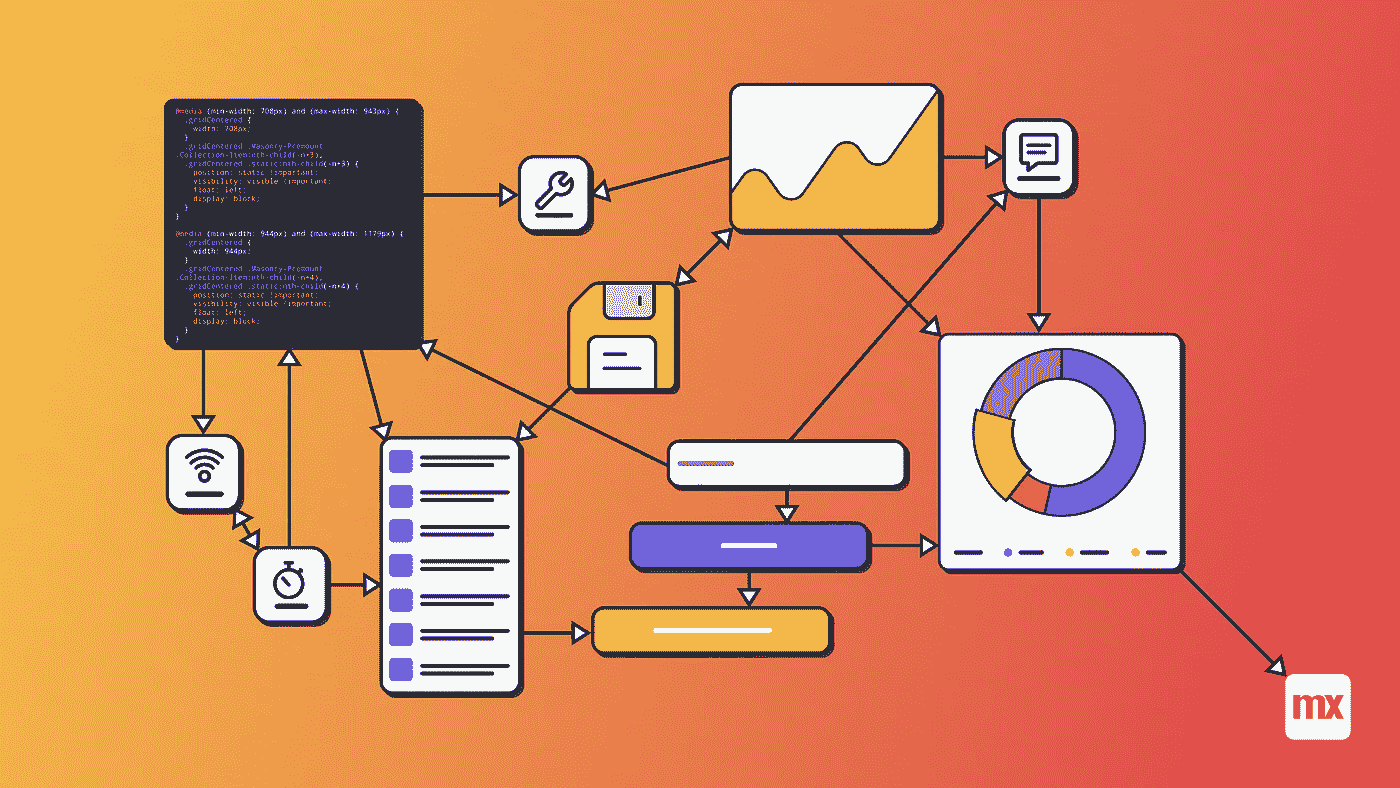 @media (min-width: 708px) and (max-width: 943px) {
.gridCentered {
width: 708px;
}
.gridCentered .Masonry-Premount
.Collection-Item:nth-child(-n+3),
.gridCentered .static:nth-child(-n+3) {
position: static !important;
visibility: visible !important;
float: left;
display: block;
}
}
@media (min-width: 944px) and (max-width: 1179px) {
.gridCentered {
width: 944px;
}
.gridCentered .Masonry-Premount
.Collection-Item:nth-child(-n+4),
.gridCentered .static:nth-child(-n+4) {
position: static !important;
visibility: visible !important;
float: left;
display: block;
}
}
mx